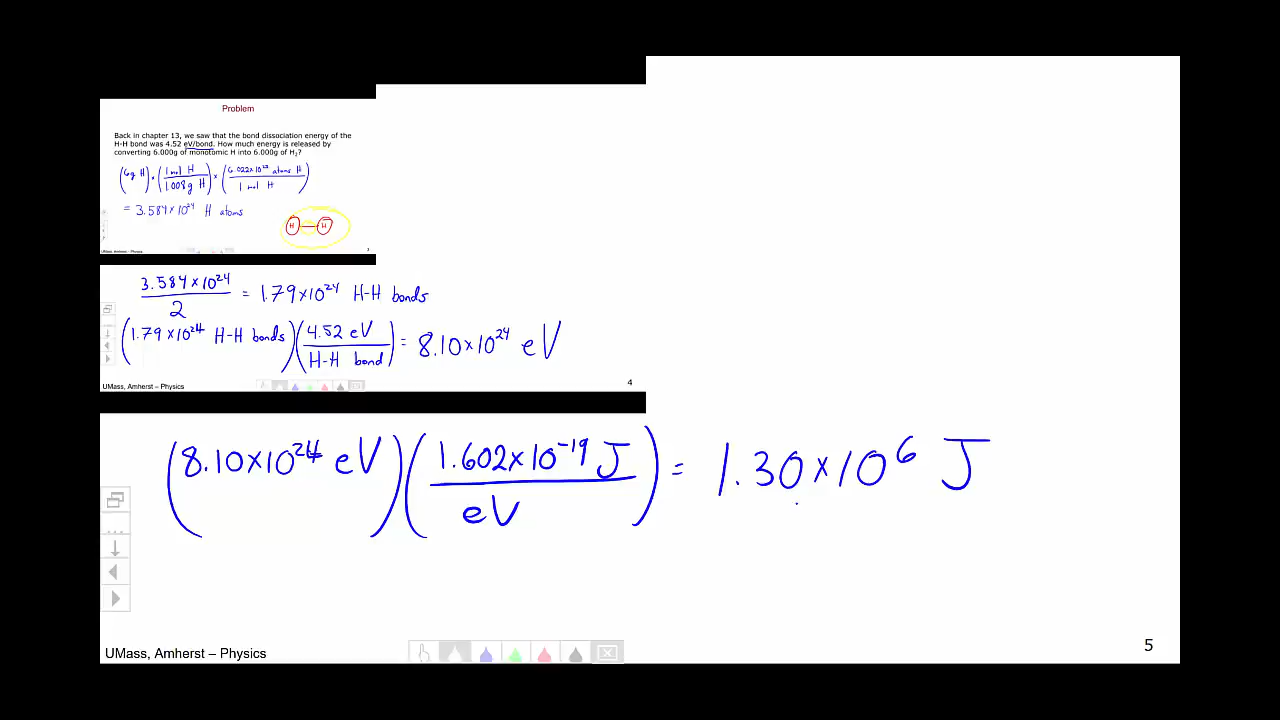 Problem
Back in chapter 13, we saw that the bond dissociation energy of the
H-H bond was 4.52 eV/bond. How much energy is released by
converting 6.000g of monotomic H into 6.000g of H₂?
(6g H) × (1 mol H / 1.008g H) × (6.022×10²³ atoms H / 1 mol H)
= 3.584×10²⁴ H atoms
H — H
UMass, Amherst – Physics
3.584×10²⁴ / 2 = 1.79×10²⁴ H-H bonds
(1.79×10²⁴ H-H bonds)(4.52 eV / H-H bond) = 8.10×10²⁴ eV
UMass, Amherst – Physics 4
(8.10×10²⁴ eV)(1.602×10⁻¹⁹ J / eV) = 1.30×10⁶ J
UMass, Amherst – Physics 5